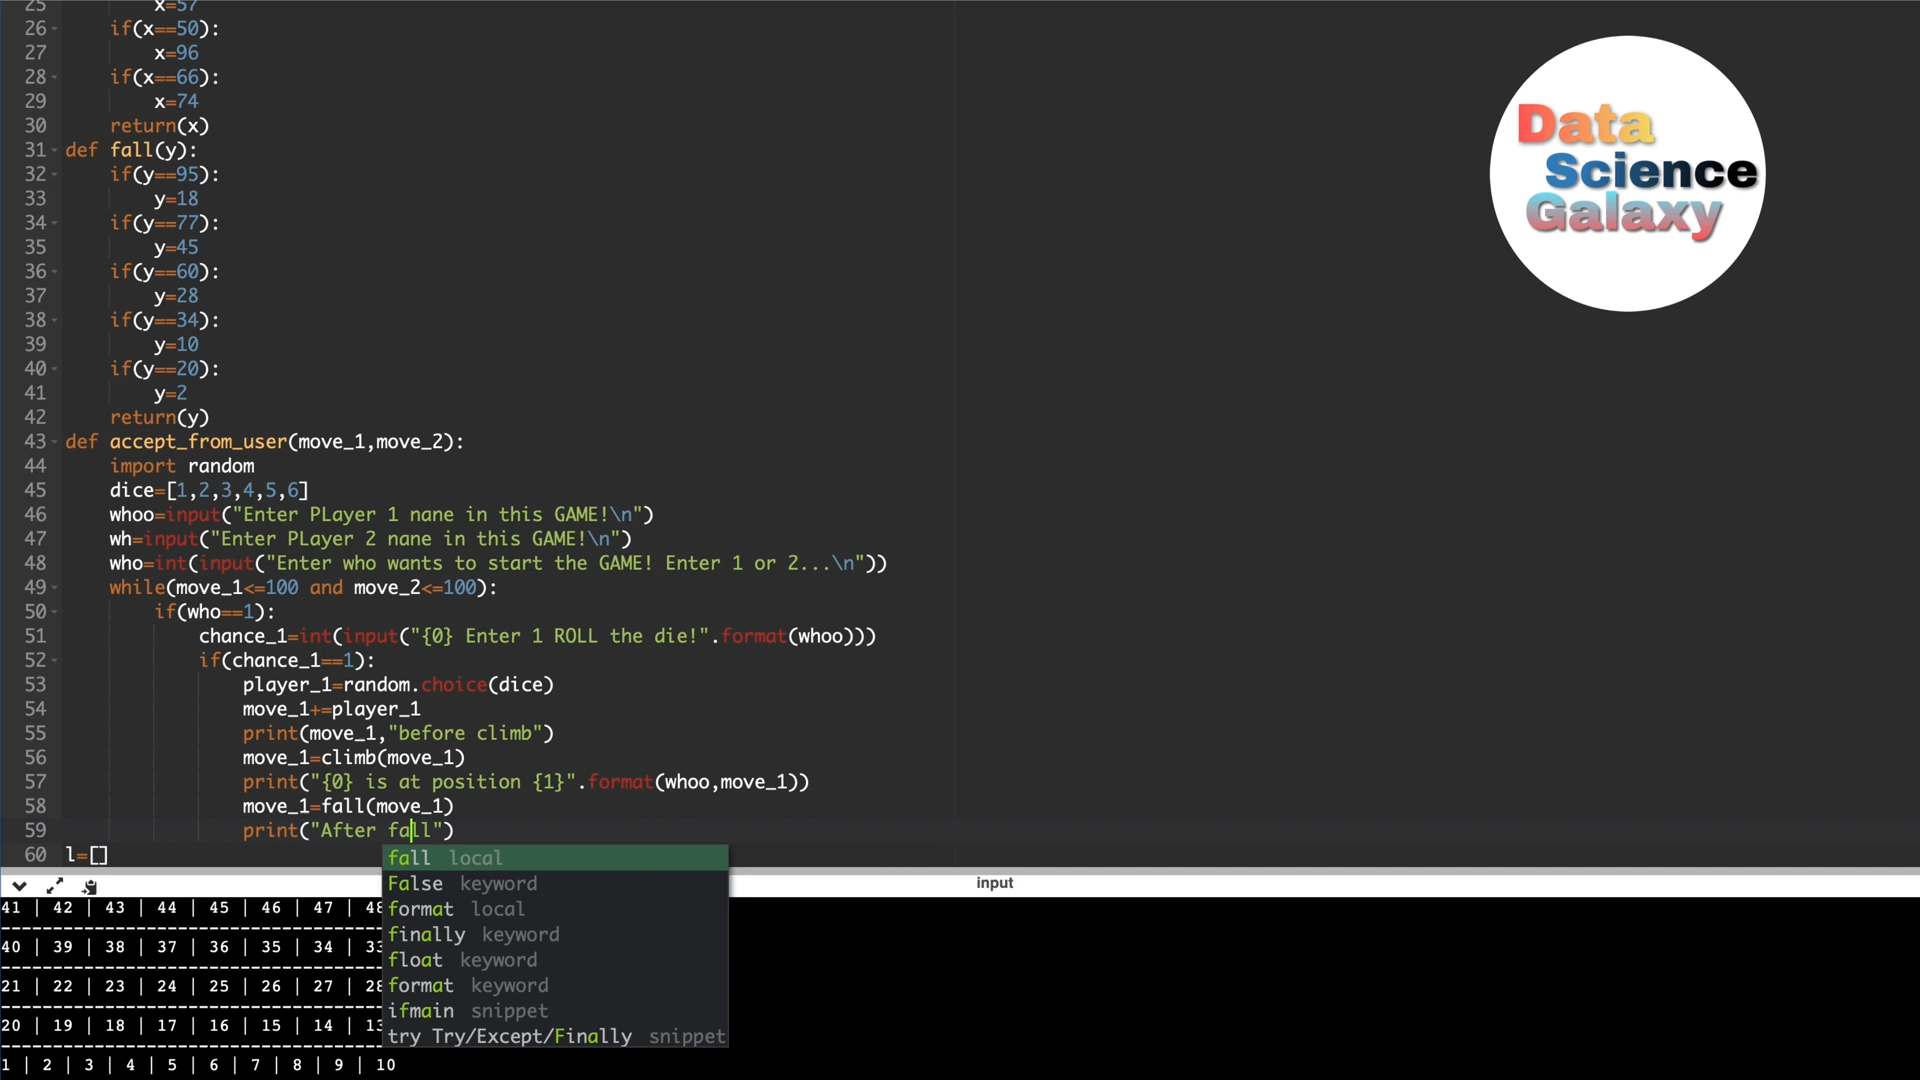 25 x=57
26 if(x==50):
27 x=96
28 if(x==66):
29 x=74
30 return(x)
31 def fall(y):
32 if(y==95):
33 y=18
34 if(y==77):
35 y=45
36 if(y==60):
37 y=28
38 if(y==34):
39 y=10
40 if(y==20):
41 y=2
42 return(y)
43 def accept_from_user(move_1,move_2):
44 import random
45 dice=[1,2,3,4,5,6]
46 whoo=input("Enter PLayer 1 nane in this GAME!\n")
47 wh=input("Enter PLayer 2 nane in this GAME!\n")
48 who=int(input("Enter who wants to start the GAME! Enter 1 or 2...\n"))
49 while(move_1<=100 and move_2<=100):
50 if(who==1):
51 chance_1=int(input("{0} Enter 1 ROLL the die!".format(whoo)))
52 if(chance_1==1):
53 player_1=random.choice(dice)
54 move_1+=player_1
55 print(move_1,"before climb")
56 move_1=climb(move_1)
57 print("{0} is at position {1}".format(whoo,move_1))
58 move_1=fall(move_1)
59 print("After fall")
60 l=[]
fall local
False keyword
format local
finally keyword
float keyword
format keyword
ifmain snippet
try Try/Except/Finally snippet
input
41 | 42 | 43 | 44 | 45 | 46 | 47 | 48
40 | 39 | 38 | 37 | 36 | 35 | 34 | 33
21 | 22 | 23 | 24 | 25 | 26 | 27 | 28
20 | 19 | 18 | 17 | 16 | 15 | 14 | 13
1 | 2 | 3 | 4 | 5 | 6 | 7 | 8 | 9 | 10
Data
Science
Galaxy